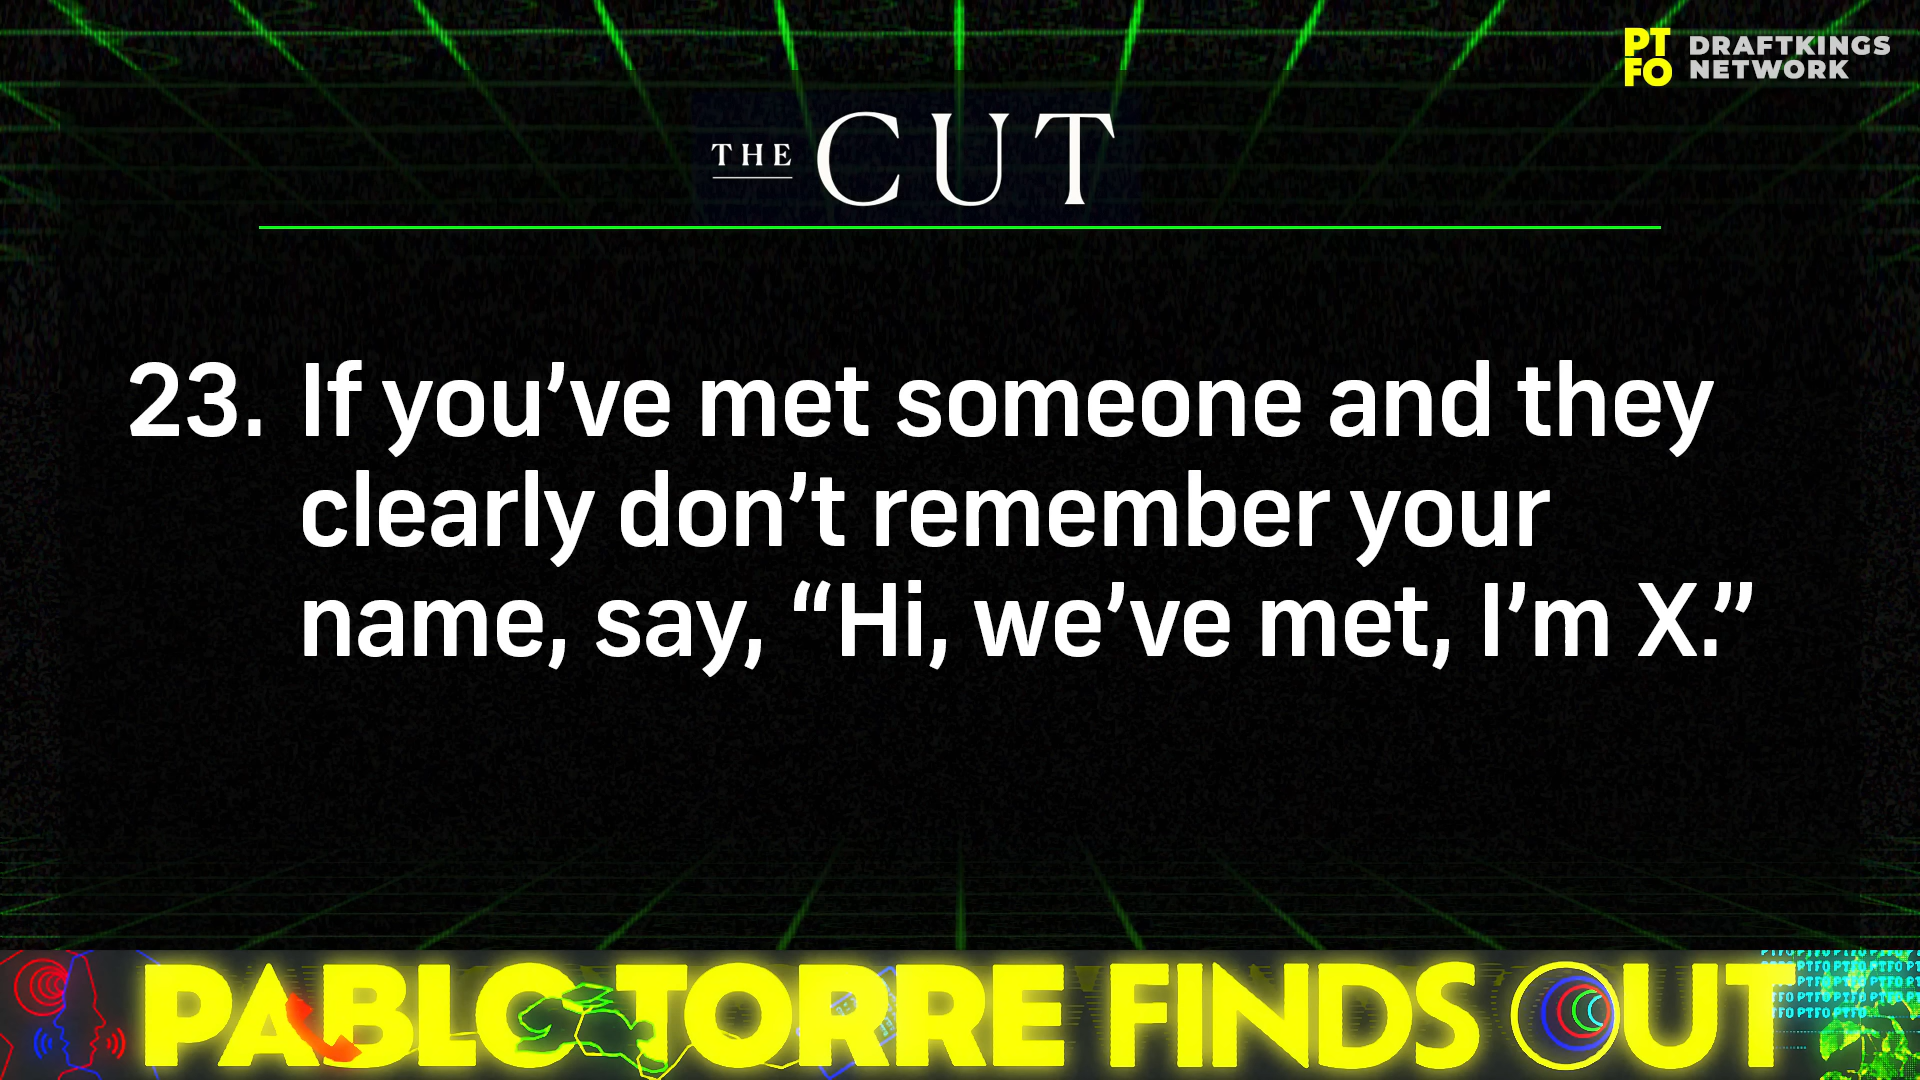 PT
FO
DRAFTKINGS
NETWORK
THE CUT
23. If you’ve met someone and they
clearly don’t remember your
name, say, “Hi, we’ve met, I’m X.”
PABLO TORRE FINDS OUT